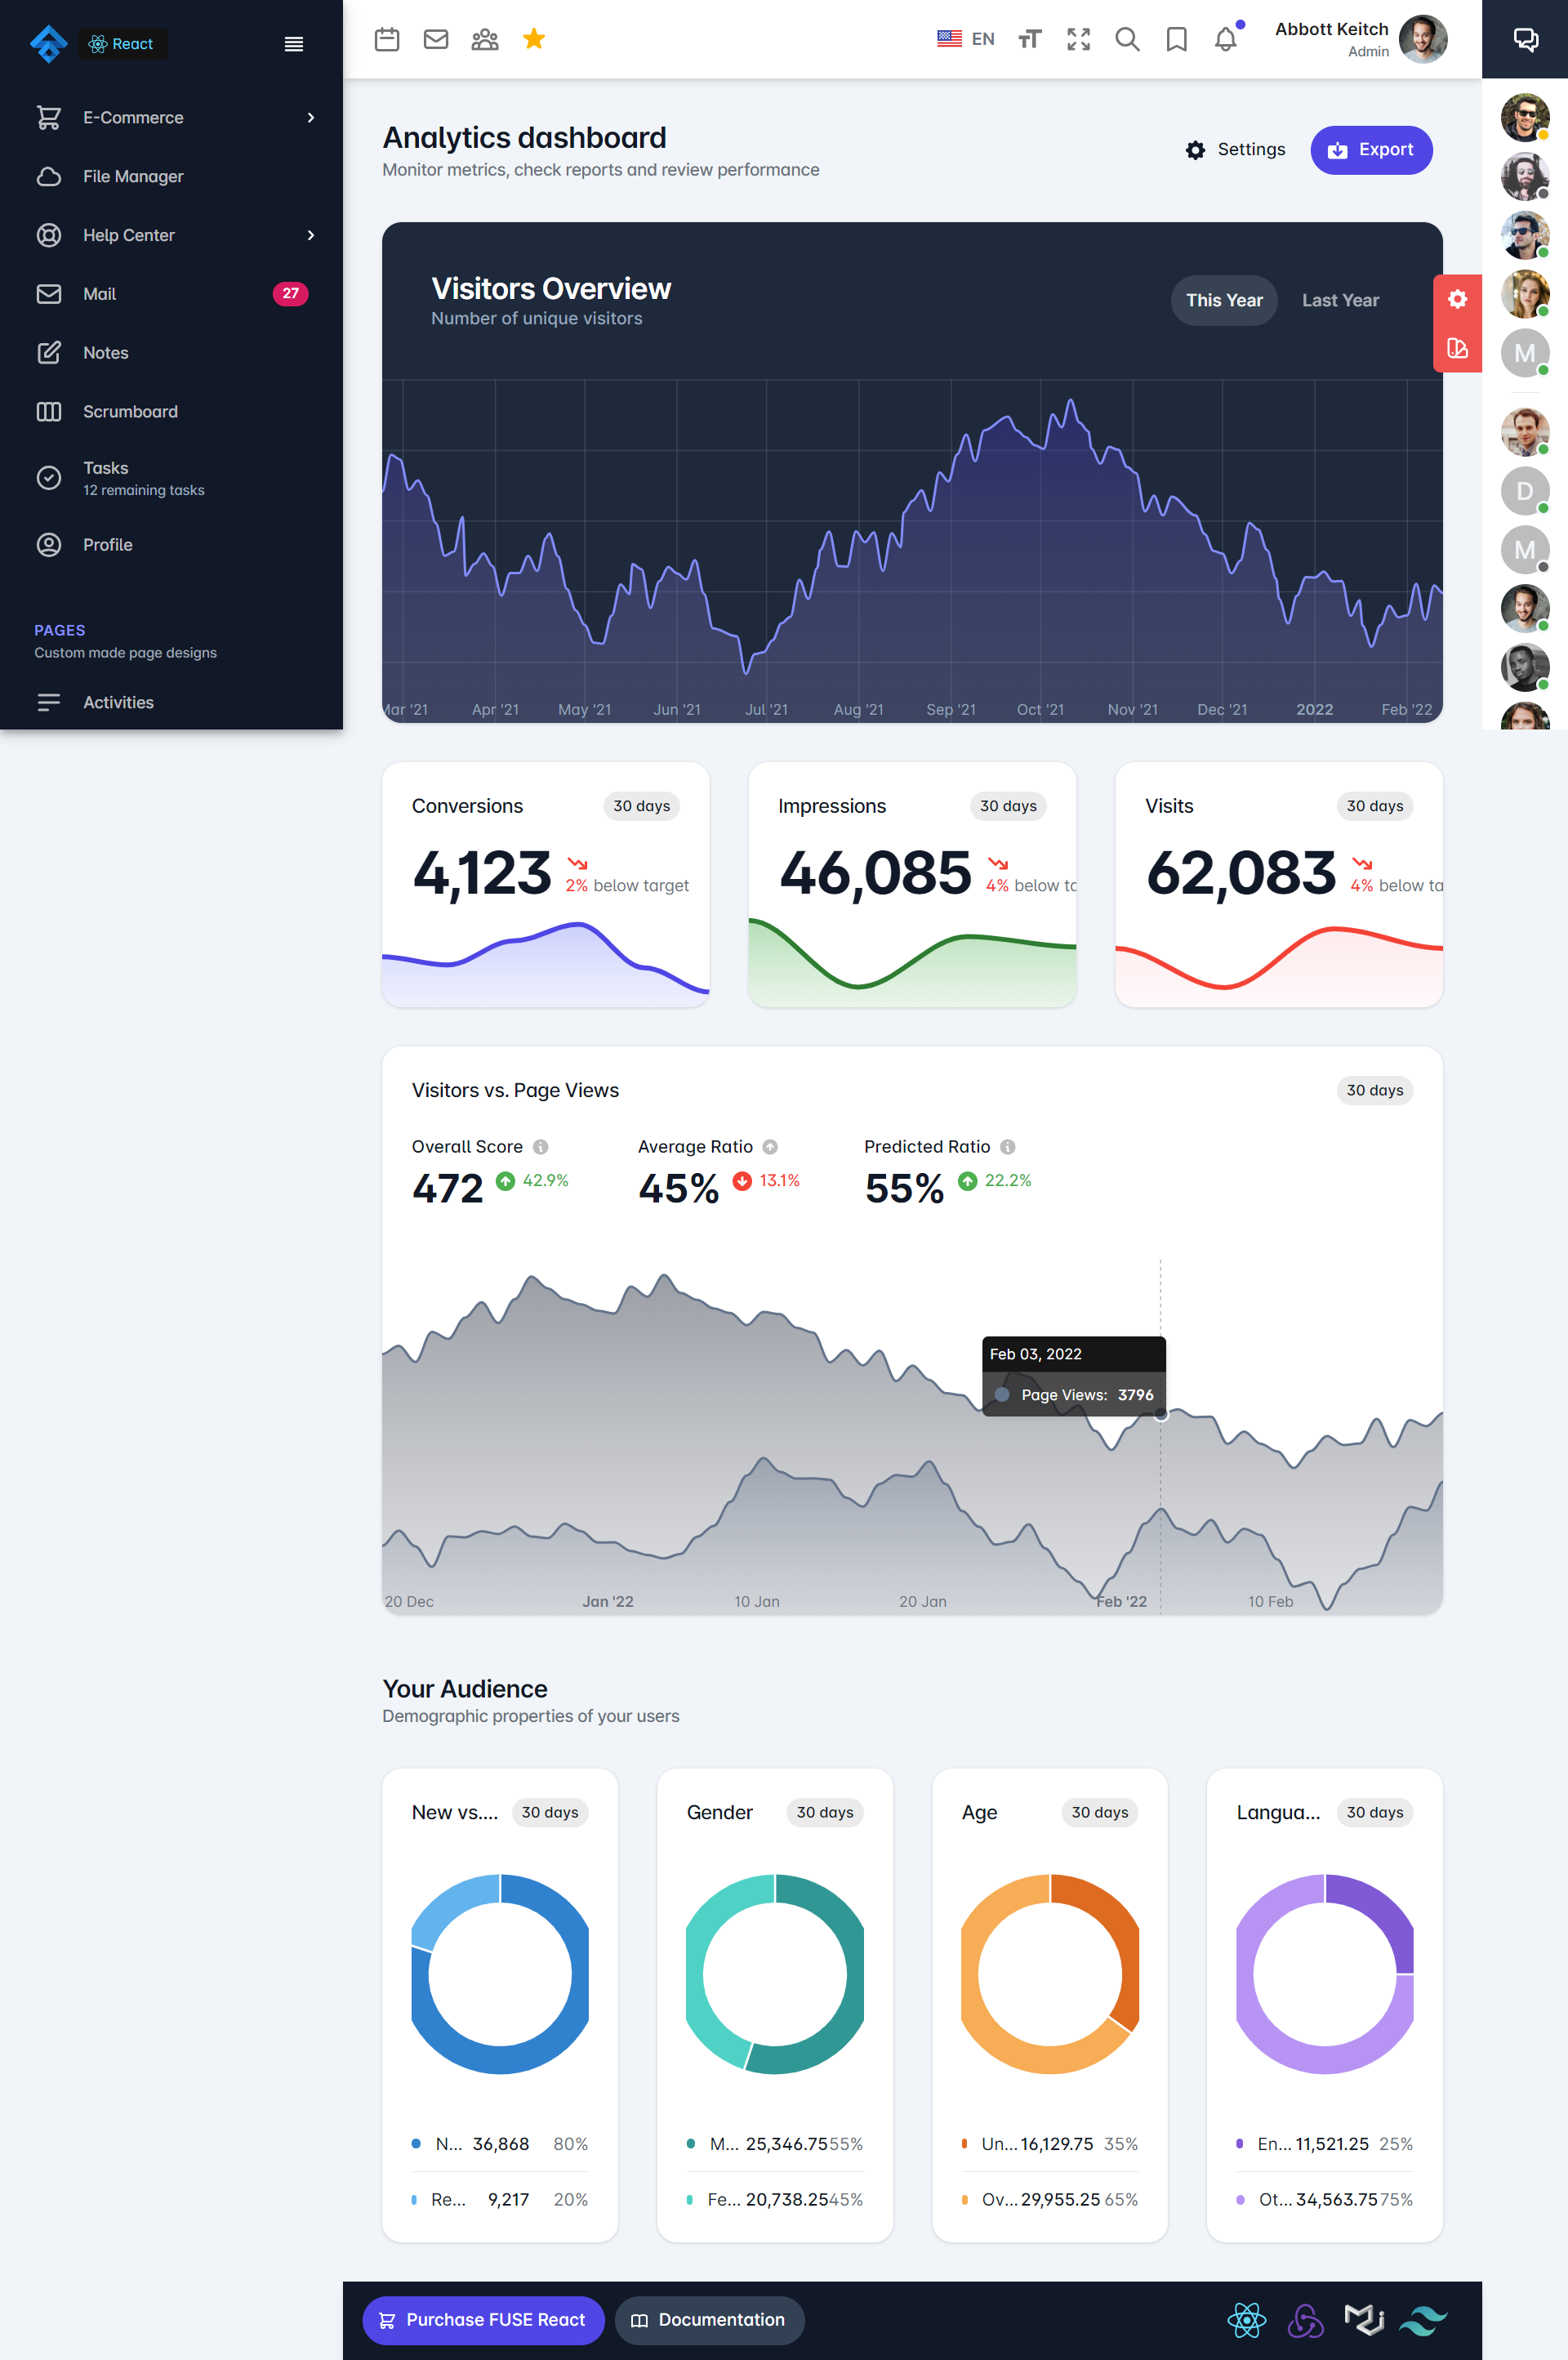 React
E-Commerce
File Manager
Help Center
Mail 27
Notes
Scrumboard
Tasks
12 remaining tasks
Profile
PAGES
Custom made page designs
Activities
EN
Abbott Keitch
Admin
M
D
M
Analytics dashboard
Monitor metrics, check reports and review performance
Settings
Export
Visitors Overview
Number of unique visitors
This Year Last Year
Mar '21 Apr '21 May '21 Jun '21 Jul '21 Aug '21 Sep '21 Oct '21 Nov '21 Dec '21 2022 Feb '22
Conversions 30 days
4,123
2% below target
Impressions 30 days
46,085
4% below ta
Visits 30 days
62,083
4% below ta
Visitors vs. Page Views 30 days
Overall Score
472 42.9%
Average Ratio
45% 13.1%
Predicted Ratio
55% 22.2%
Feb 03, 2022
Page Views: 3796
20 Dec Jan '22 10 Jan 20 Jan Feb '22 10 Feb
Your Audience
Demographic properties of your users
New vs.... 30 days
N... 36,868 80%
Re... 9,217 20%
Gender 30 days
M... 25,346.75 55%
Fe... 20,738.25 45%
Age 30 days
Un... 16,129.75 35%
Ov... 29,955.25 65%
Langua... 30 days
En... 11,521.25 25%
Ot... 34,563.75 75%
Purchase FUSE React
Documentation